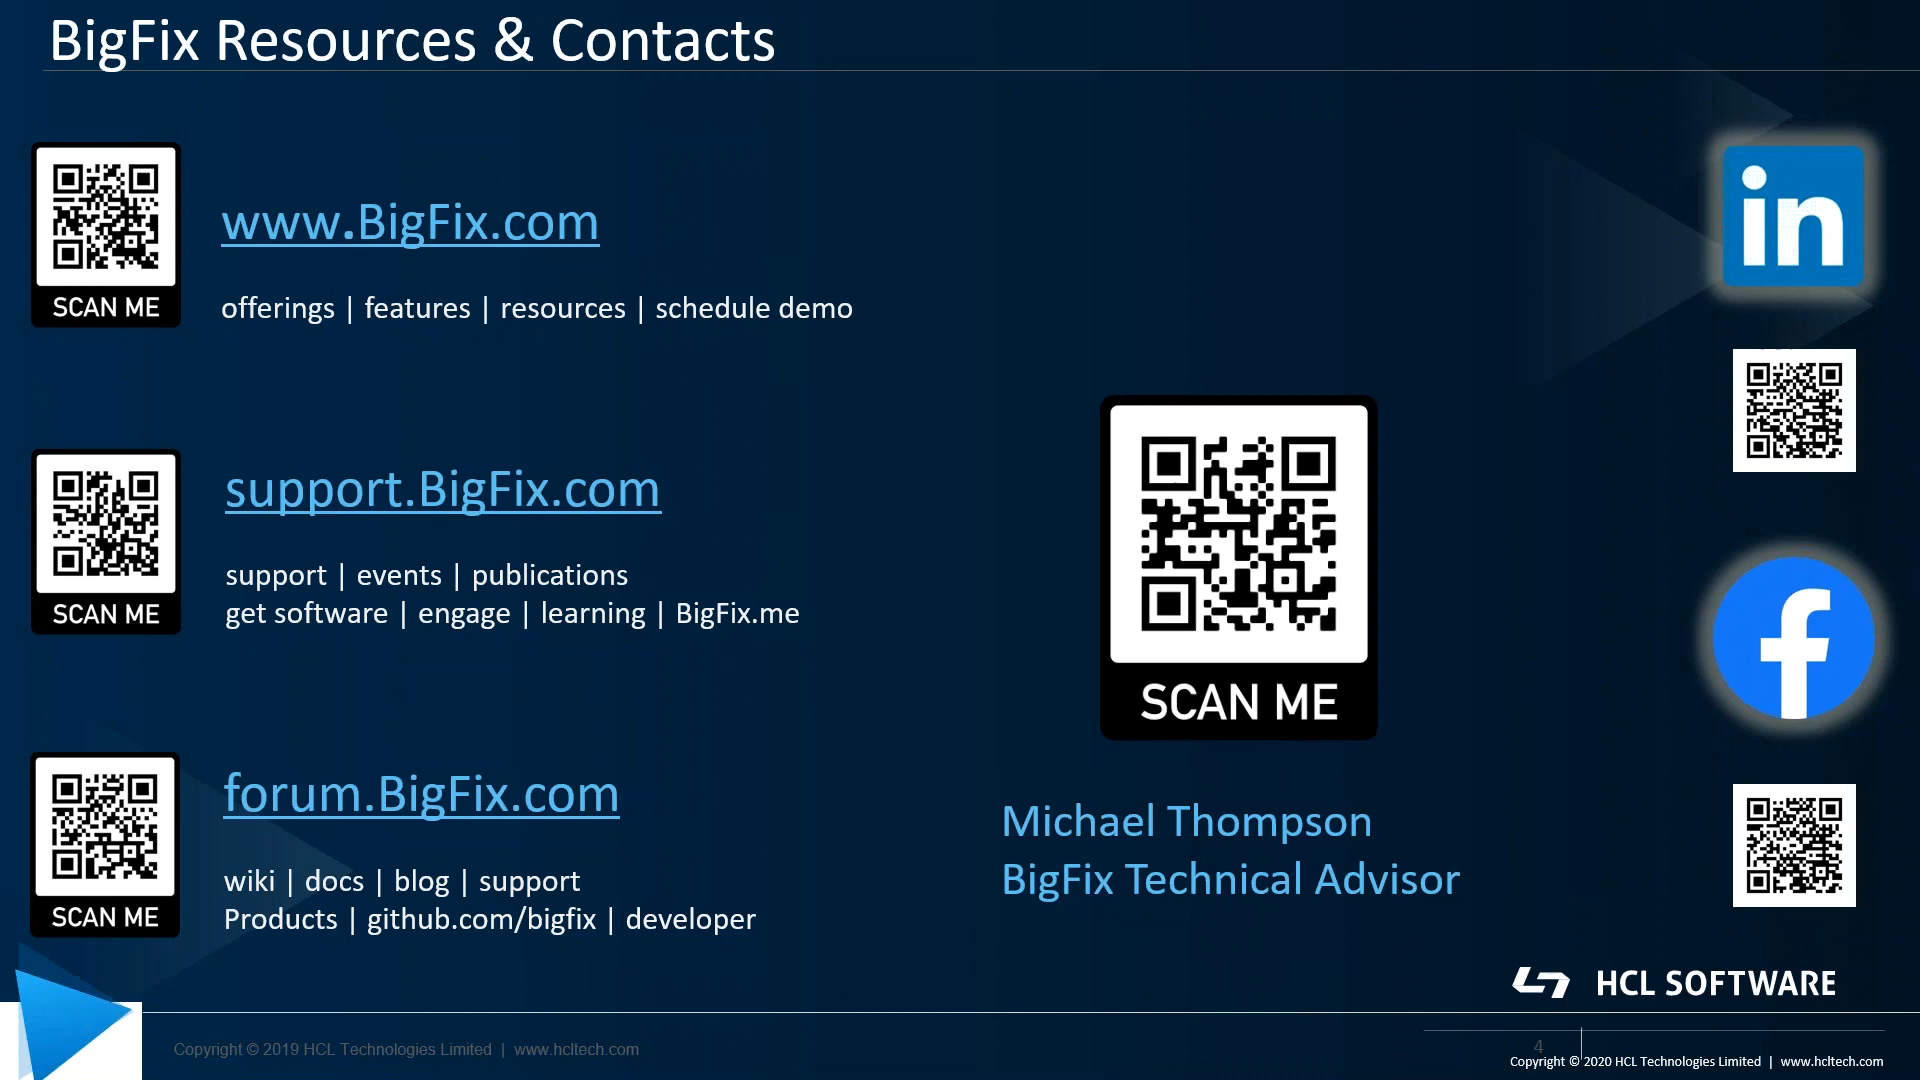 BigFix Resources & Contacts
SCAN ME
www.BigFix.com
offerings | features | resources | schedule demo
SCAN ME
support.BigFix.com
support | events | publications
get software | engage | learning | BigFix.me
SCAN ME
forum.BigFix.com
wiki | docs | blog | support
Products | github.com/bigfix | developer
SCAN ME
Michael Thompson
BigFix Technical Advisor
in
f
HCL SOFTWARE
Copyright © 2019 HCL Technologies Limited | www.hcltech.com
4
Copyright © 2020 HCL Technologies Limited | www.hcltech.com